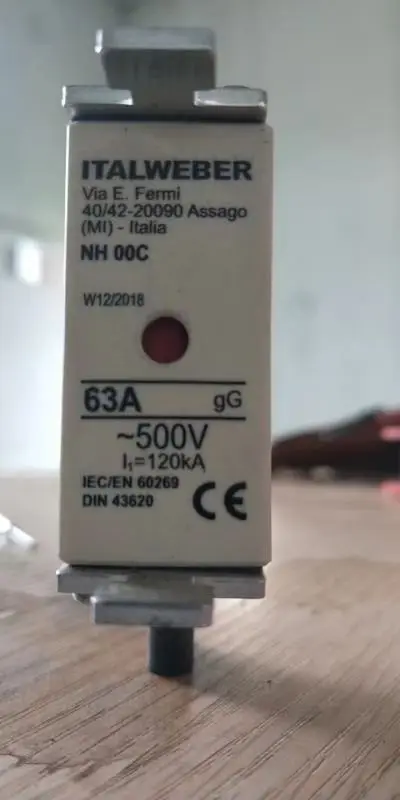 ITALWEBER
Via E. Fermi
40/42-20090 Assago
(MI) - Italia
NH 00C
W12/2018
63A gG
~500V
I₁=120kA
IEC/EN 60269
DIN 43620
CE